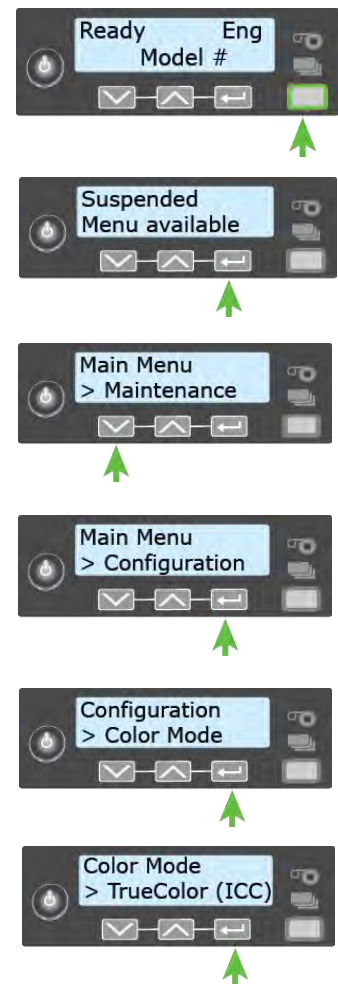 Ready Eng
Model #
Suspended
Menu available
Main Menu
> Maintenance
Main Menu
> Configuration
Configuration
> Color Mode
Color Mode
> TrueColor (ICC)